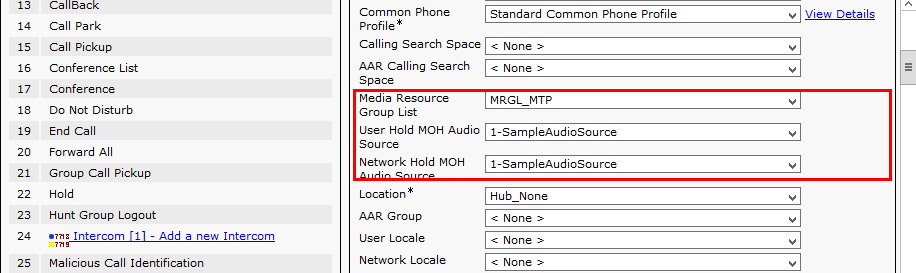 13 CallBack
14 Call Park
15 Call Pickup
16 Conference List
17 Conference
18 Do Not Disturb
19 End Call
20 Forward All
21 Group Call Pickup
22 Hold
23 Hunt Group Logout
24 Intercom [1] - Add a new Intercom
25 Malicious Call Identification
Common Phone
Profile* Standard Common Phone Profile View Details
Calling Search Space < None >
AAR Calling Search
Space < None >
Media Resource
Group List MRGL_MTP
User Hold MOH Audio
Source 1-SampleAudioSource
Network Hold MOH
Audio Source 1-SampleAudioSource
Location* Hub_None
AAR Group < None >
User Locale < None >
Network Locale < None >